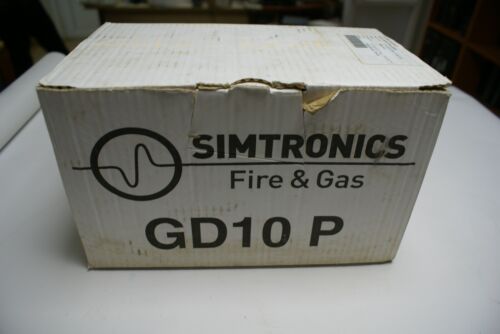 SIMTRONICS
Fire & Gas
GD10 P